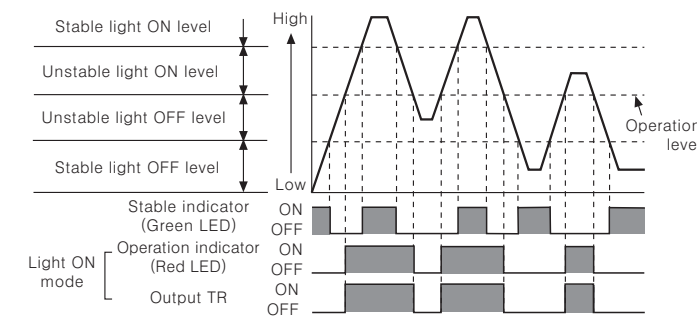 Stable light ON level
High
Unstable light ON level
Unstable light OFF level
Operation
leve
Stable light OFF level
Low
Stable indicator
(Green LED)
ON
OFF
Light ON
mode
Operation indicator
(Red LED)
ON
OFF
Output TR
ON
OFF